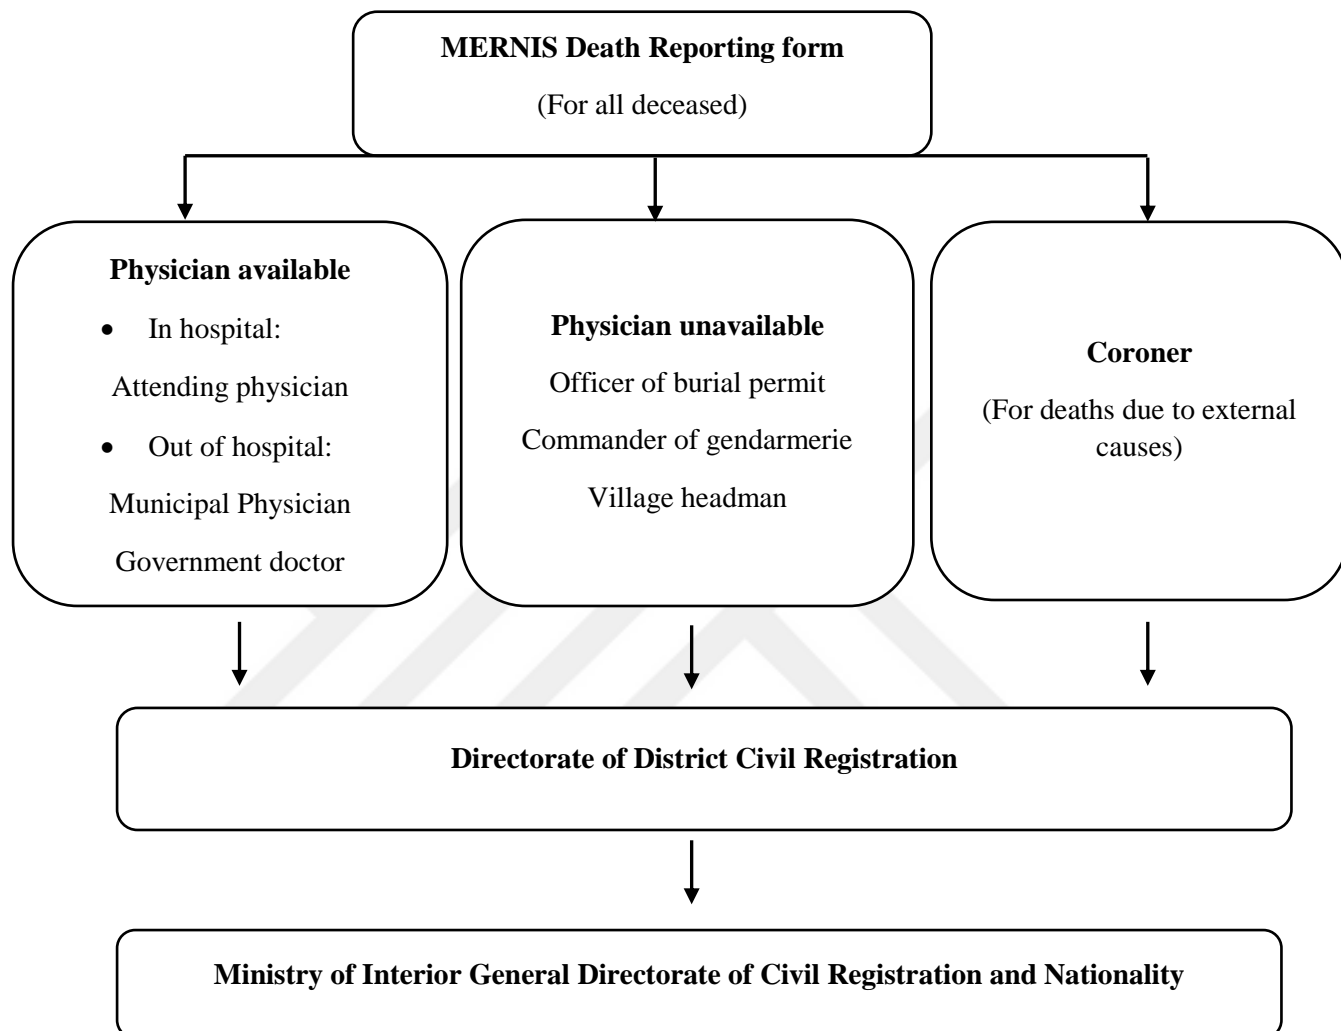 MERNIS Death Reporting form
(For all deceased)
Physician available
• In hospital:
Attending physician
• Out of hospital:
Municipal Physician
Government doctor
Physician unavailable
Officer of burial permit
Commander of gendarmerie
Village headman
Coroner
(For deaths due to external
causes)
Directorate of District Civil Registration
Ministry of Interior General Directorate of Civil Registration and Nationality